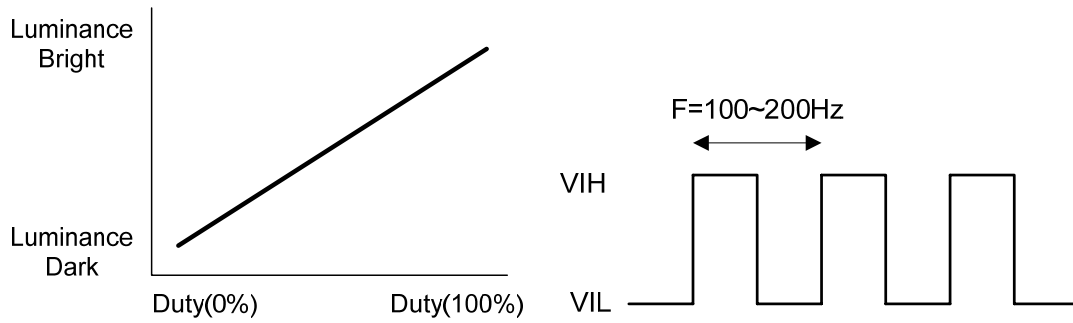 Luminance
Bright
Luminance
Dark
Duty(0%)
Duty(100%)
F=100~200Hz
VIH
VIL